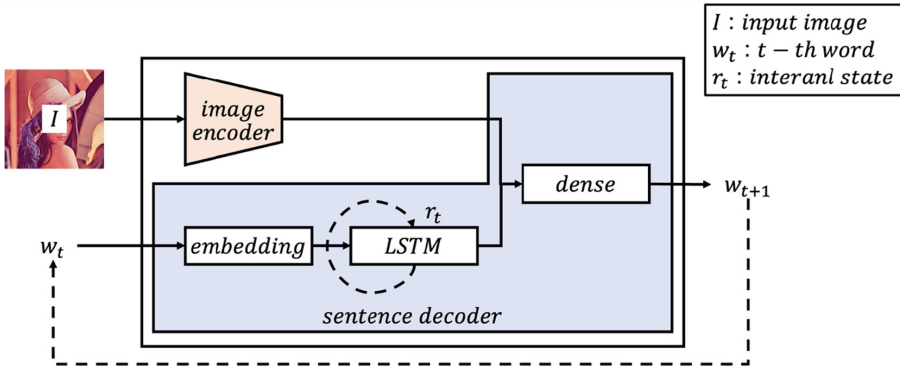 I : input image
w_t : t − th word
r_t : interanl state
I
image
encoder
dense
w_{t+1}
r_t
w_t
embedding
LSTM
sentence decoder